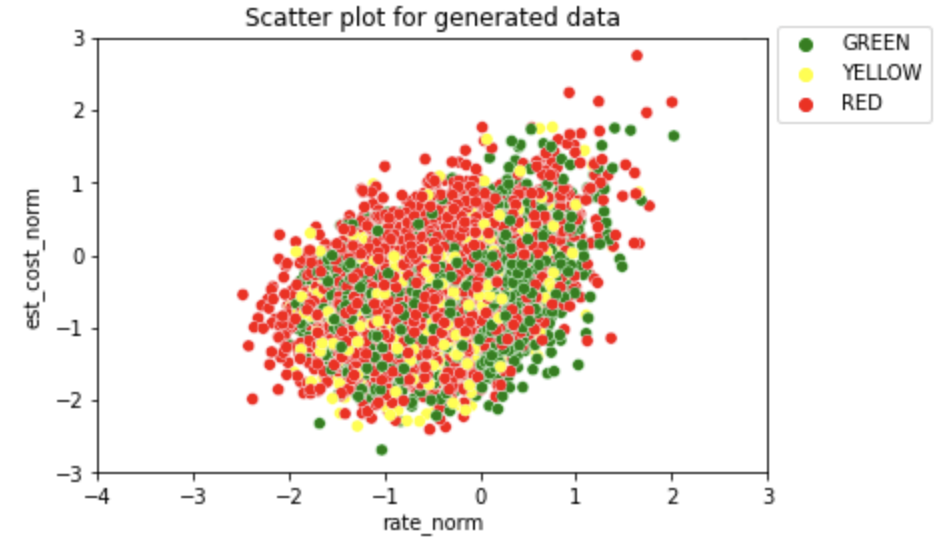 Scatter plot for generated data
GREEN
YELLOW
RED
3
2
1
0
−1
−2
−3
est_cost_norm
−4 −3 −2 −1 0 1 2 3
rate_norm